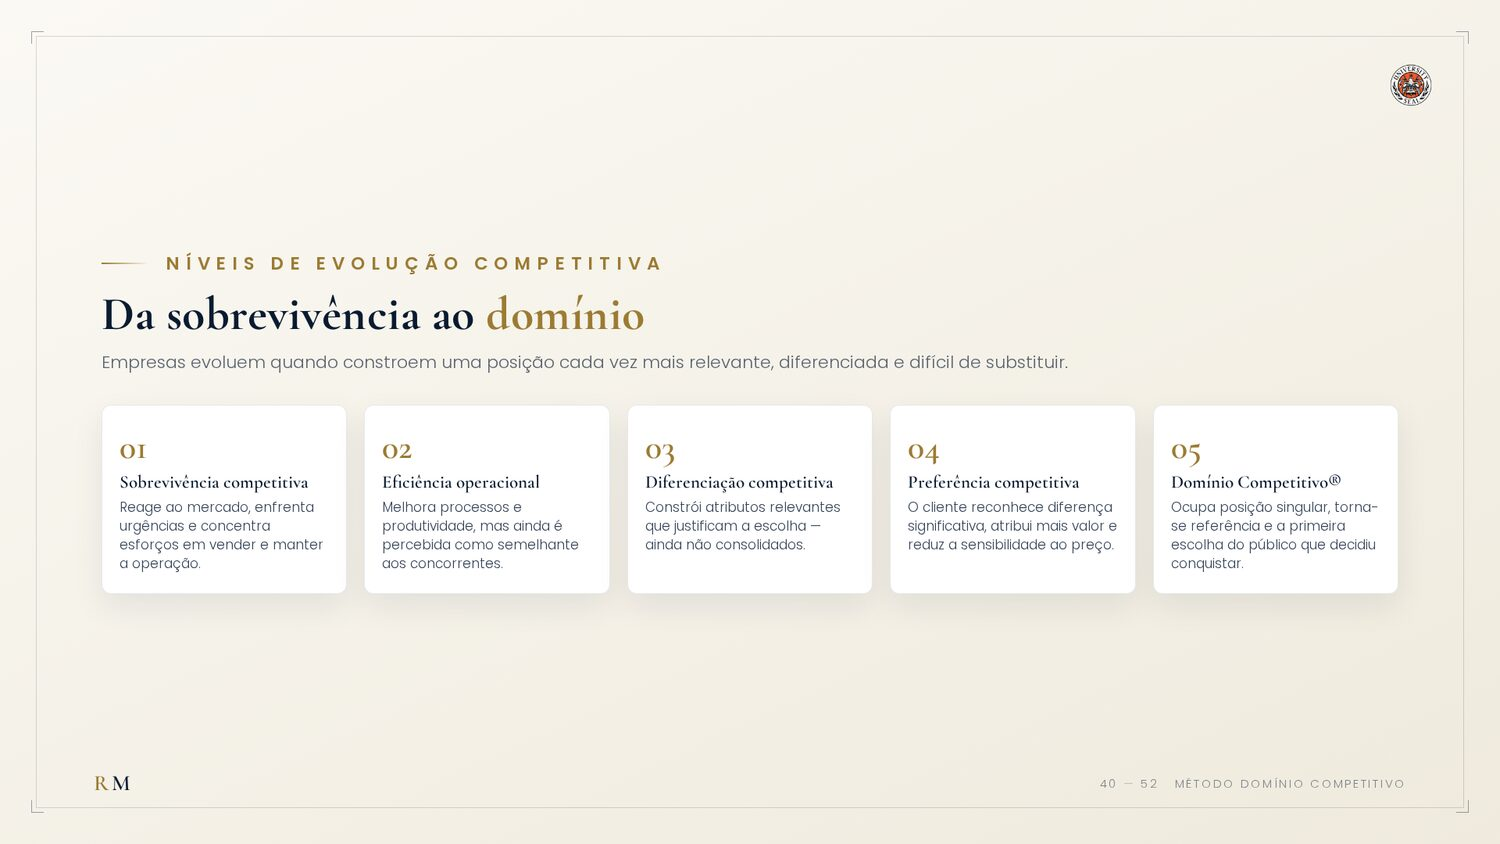 UNIVERSITY
SEAL
NÍVEIS DE EVOLUÇÃO COMPETITIVA
Da sobrevivência ao domínio
Empresas evoluem quando constroem uma posição cada vez mais relevante, diferenciada e difícil de substituir.
01
Sobrevivência competitiva
Reage ao mercado, enfrenta
urgências e concentra
esforços em vender e manter
a operação.
02
Eficiência operacional
Melhora processos e
produtividade, mas ainda é
percebida como semelhante
aos concorrentes.
03
Diferenciação competitiva
Constrói atributos relevantes
que justificam a escolha —
ainda não consolidados.
04
Preferência competitiva
O cliente reconhece diferença
significativa, atribui mais valor e
reduz a sensibilidade ao preço.
05
Domínio Competitivo®
Ocupa posição singular, torna-
se referência e a primeira
escolha do público que decidiu
conquistar.
RM
40 — 52 MÉTODO DOMÍNIO COMPETITIVO